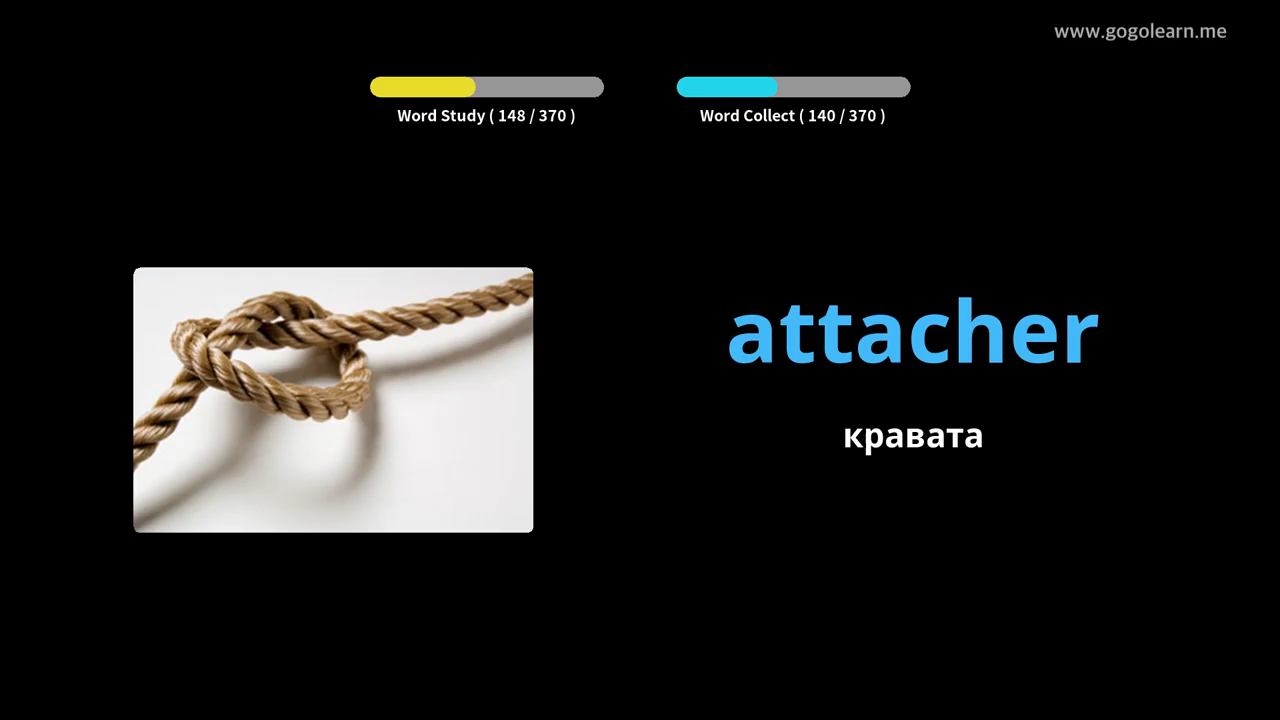 www.gogolearn.me
Word Study ( 148 / 370 )
Word Collect ( 140 / 370 )
attacher
кравата